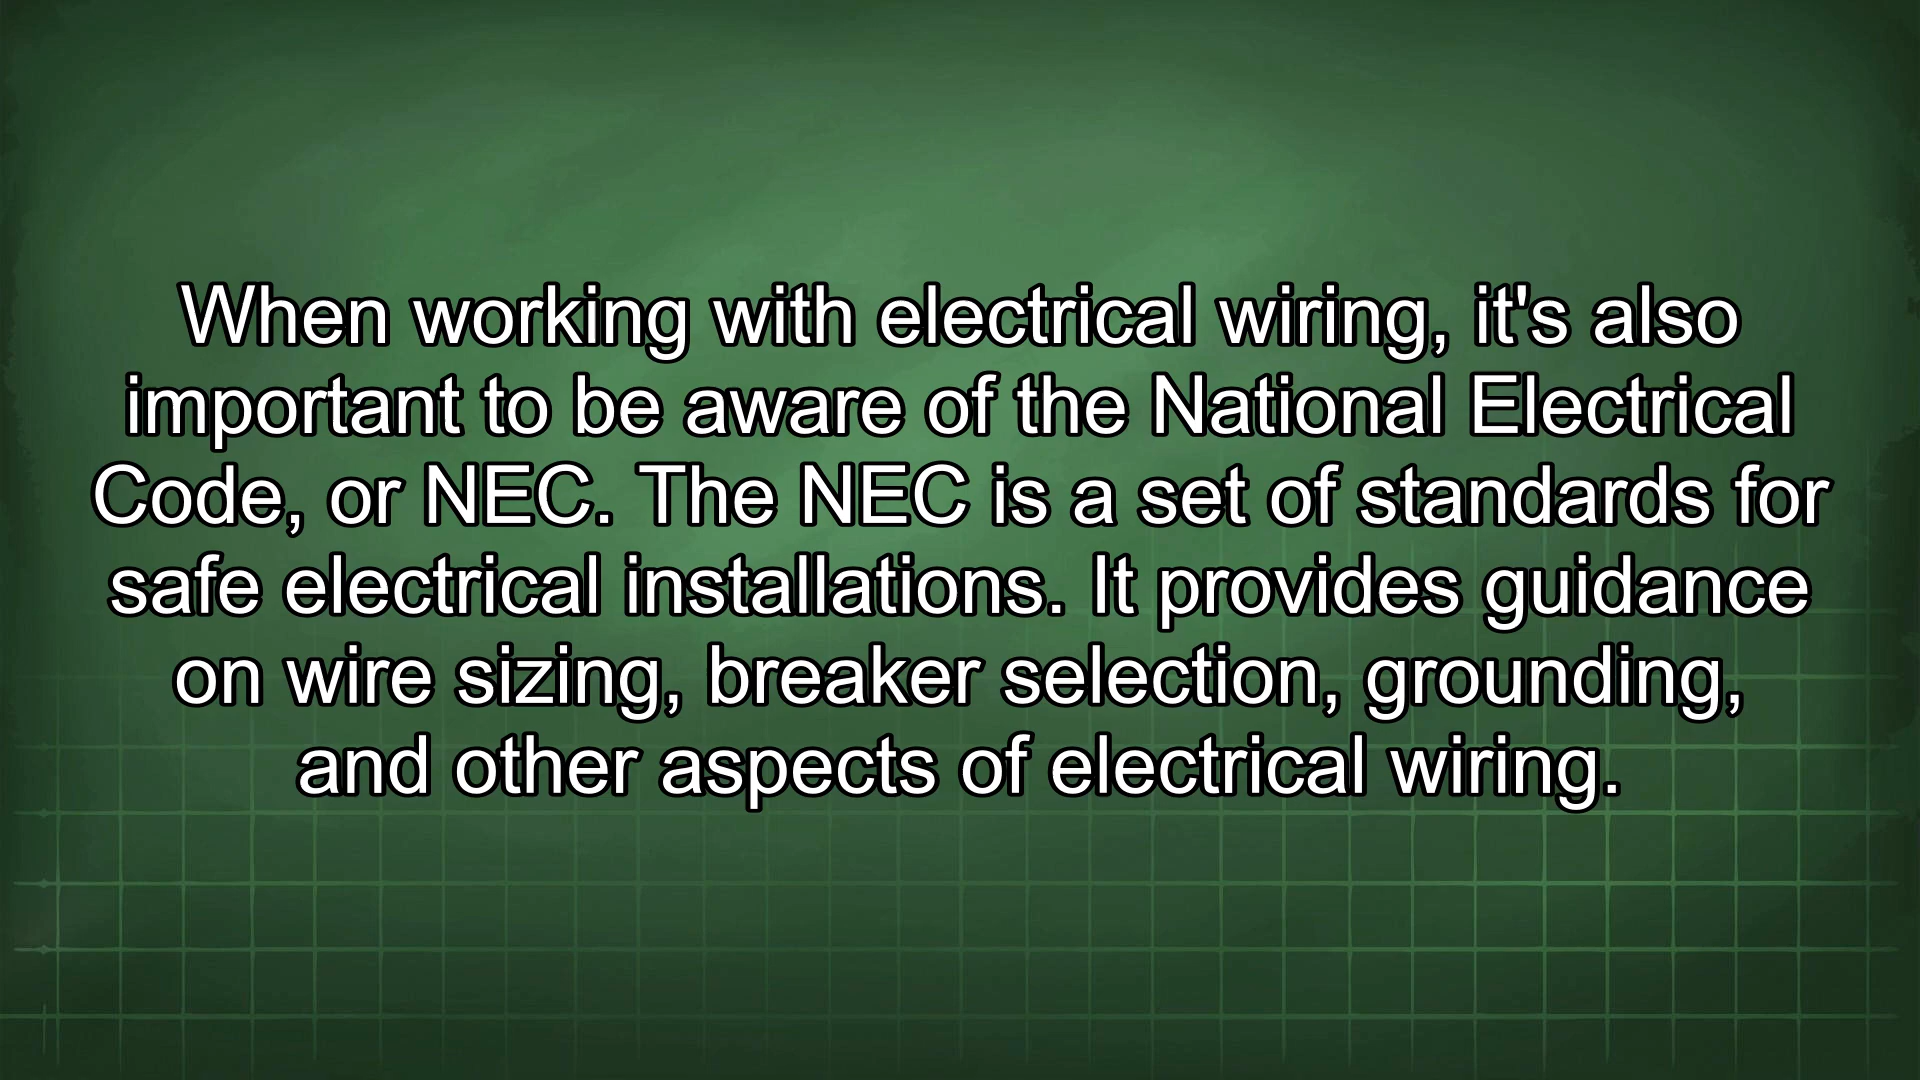 When working with electrical wiring, it's also
important to be aware of the National Electrical
Code, or NEC. The NEC is a set of standards for
safe electrical installations. It provides guidance
on wire sizing, breaker selection, grounding,
and other aspects of electrical wiring.